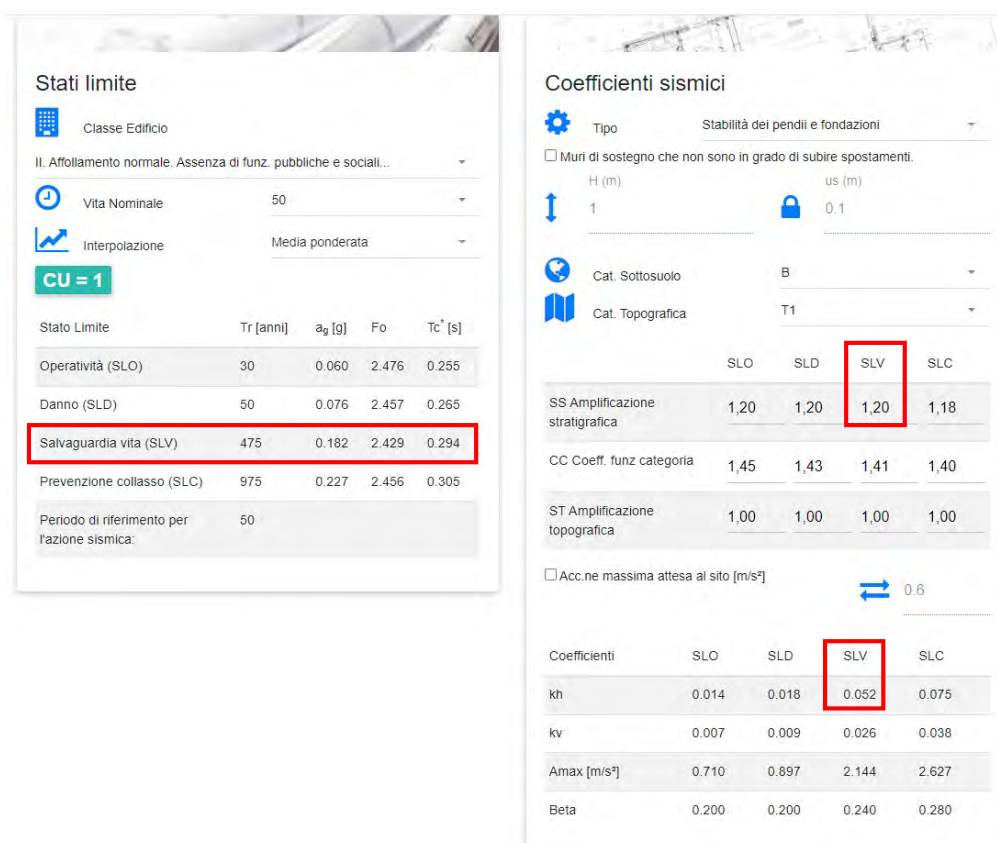 Stati limite
Classe Edificio
II. Affollamento normale. Assenza di funz. pubbliche e sociali...
Vita Nominale 50
Interpolazione Media ponderata
CU = 1
Stato Limite Tr [anni] ag [g] Fo Tc* [s]
Operatività (SLO) 30 0.060 2.476 0.255
Danno (SLD) 50 0.076 2.457 0.265
Salvaguardia vita (SLV) 475 0.182 2.429 0.294
Prevenzione collasso (SLC) 975 0.227 2.456 0.305
Periodo di riferimento per 50
l'azione sismica:
Coefficienti sismici
Tipo Stabilità dei pendii e fondazioni
Muri di sostegno che non sono in grado di subire spostamenti.
H (m) us (m)
1 0.1
Cat. Sottosuolo B
Cat. Topografica T1
SLO SLD SLV SLC
SS Amplificazione 1,20 1,20 1,20 1,18
stratigrafica
CC Coeff. funz categoria 1,45 1,43 1,41 1,40
ST Amplificazione 1,00 1,00 1,00 1,00
topografica
Acc.ne massima attesa al sito [m/s²]
0.6
Coefficienti SLO SLD SLV SLC
kh 0.014 0.018 0.052 0.075
kv 0.007 0.009 0.026 0.038
Amax [m/s²] 0.710 0.897 2.144 2.627
Beta 0.200 0.200 0.240 0.280